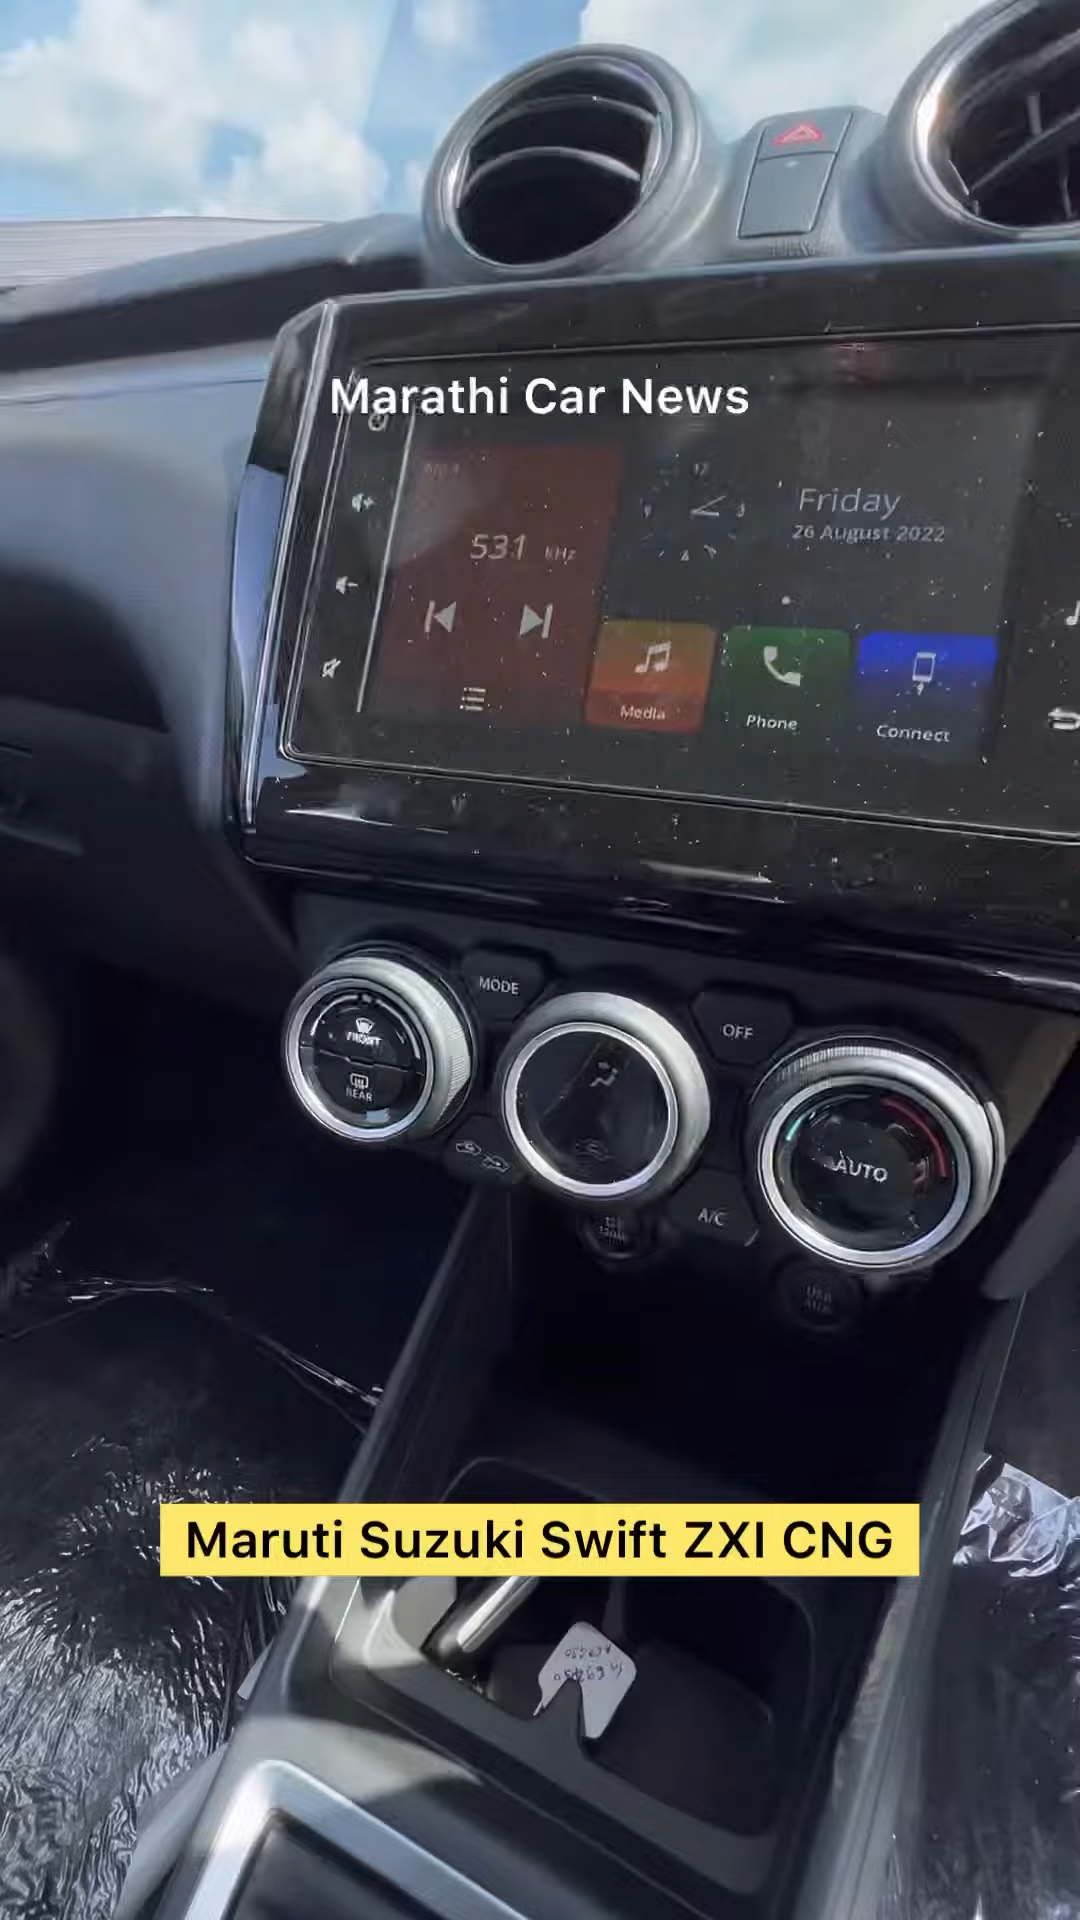 Marathi Car News
Friday
26 August 2022
531 kHz
Media
Phone
Connect
MODE
OFF
FRONT
REAR
AUTO
A/C
Maruti Suzuki Swift ZXI CNG